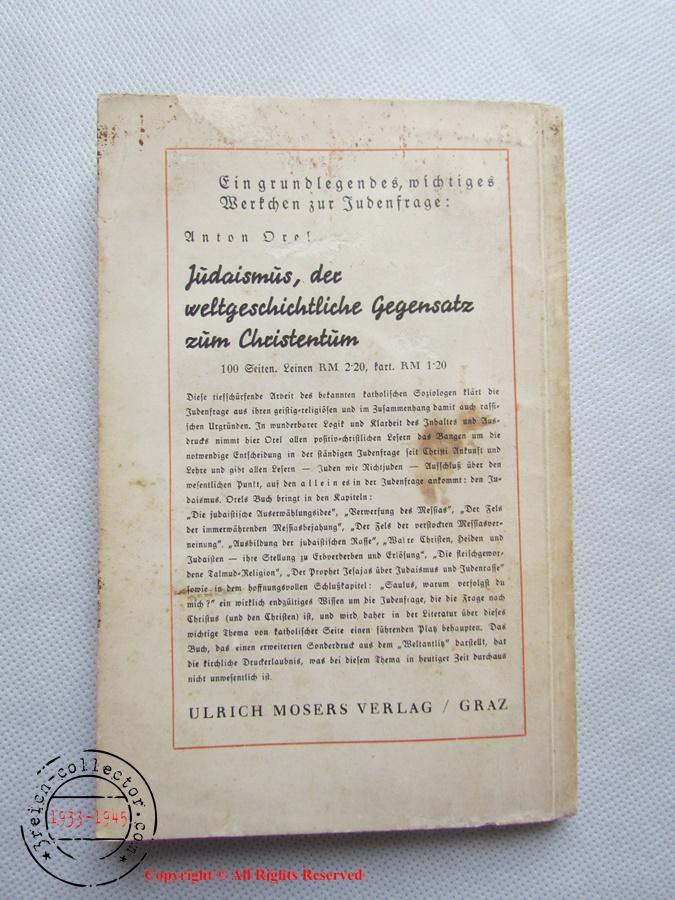 Ein grundlegendes, wichtiges
Werkchen zur Judenfrage:
Anton Orel
Judaismus, der
weltgeschichtliche Gegensatz
zum Christentum
100 Seiten. Leinen RM 2·20, kart. RM 1·20
Diese tiefschürfende Arbeit des bekannten katholischen Soziologen klärt die
Judenfrage aus ihren geistig-religiösen und im Zusammenhang damit auch rassi-
schen Urgründen. In wunderbarer Logik und Klarheit des Inhaltes und Aus-
drucks nimmt hier Orel allen positiv-christlichen Lesern das Bangen um die
notwendige Entscheidung in der ständigen Judenfrage seit Christi Ankunft und
Lehre und gibt allen Lesern — Juden wie Nichtjuden — Aufschluß über den
wesentlichen Punkt, auf den alleines in der Judenfrage ankommt: den Ju-
daismus. Orels Buch bringt in den Kapiteln:
„Die judaistische Auserwählungsidee", „Verwerfung des Messias", „Der Fels
der immerwährenden Messiasbejahung", „Der Fels der verstockten Messiasver-
neinung", „Ausbildung der judaistischen Rasse", „Wahre Christen, Heiden und
Judaisten — ihre Stellung zu Erbverderben und Erlösung", „Die fleischgewor-
dene Talmud-Religion", „Der Prophet Jesajas über Judaismus und Judenrasse"
sowie in dem hoffnungsvollen Schlußkapitel: „Saulus, warum verfolgst du
mich?" ein wirklich endgültiges Wissen um die Judenfrage, die die Frage nach
Christus (und den Christen) ist, und wird daher in der Literatur über dieses
wichtige Thema von katholischer Seite einen führenden Platz behaupten. Das
Buch, das einen erweiterten Sonderdruck aus dem „Weltantlitz" darstellt, hat
die kirchliche Druckerlaubnis, was bei diesem Thema in heutiger Zeit durchaus
nicht unwesentlich ist.
ULRICH MOSERS VERLAG / GRAZ
3reich-collector.com
1933-1945
Copyright © All Rights Reserved